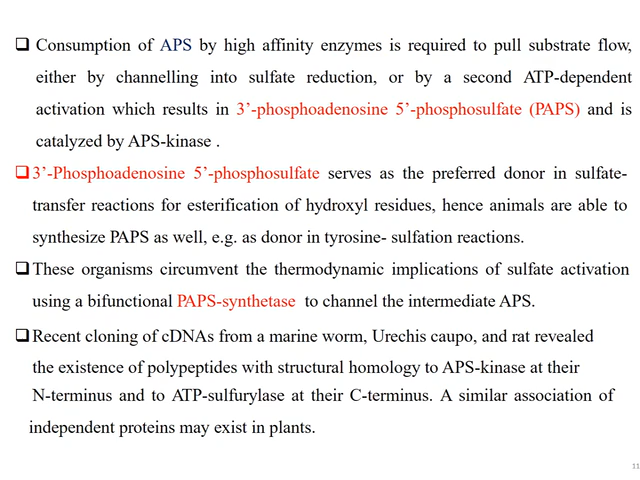 ❑ Consumption of APS by high affinity enzymes is required to pull substrate flow,
either by channelling into sulfate reduction, or by a second ATP-dependent
activation which results in 3’-phosphoadenosine 5’-phosphosulfate (PAPS) and is
catalyzed by APS-kinase .
❑3’-Phosphoadenosine 5’-phosphosulfate serves as the preferred donor in sulfate-
transfer reactions for esterification of hydroxyl residues, hence animals are able to
synthesize PAPS as well, e.g. as donor in tyrosine- sulfation reactions.
❑These organisms circumvent the thermodynamic implications of sulfate activation
using a bifunctional PAPS-synthetase to channel the intermediate APS.
❑Recent cloning of cDNAs from a marine worm, Urechis caupo, and rat revealed
the existence of polypeptides with structural homology to APS-kinase at their
N-terminus and to ATP-sulfurylase at their C-terminus. A similar association of
independent proteins may exist in plants.
11